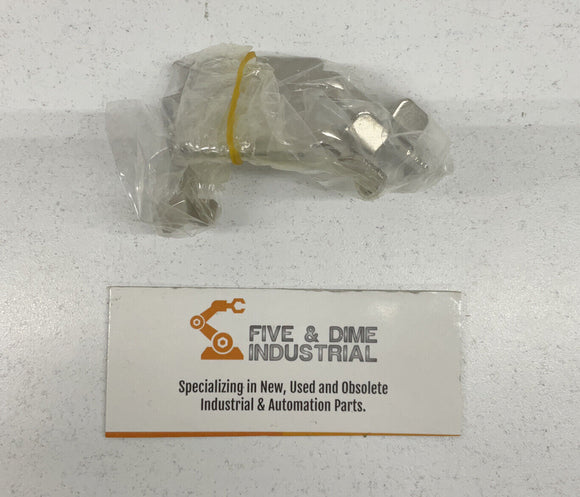 FIVE & DIME
INDUSTRIAL
Specializing in New, Used and Obsolete
Industrial & Automation Parts.